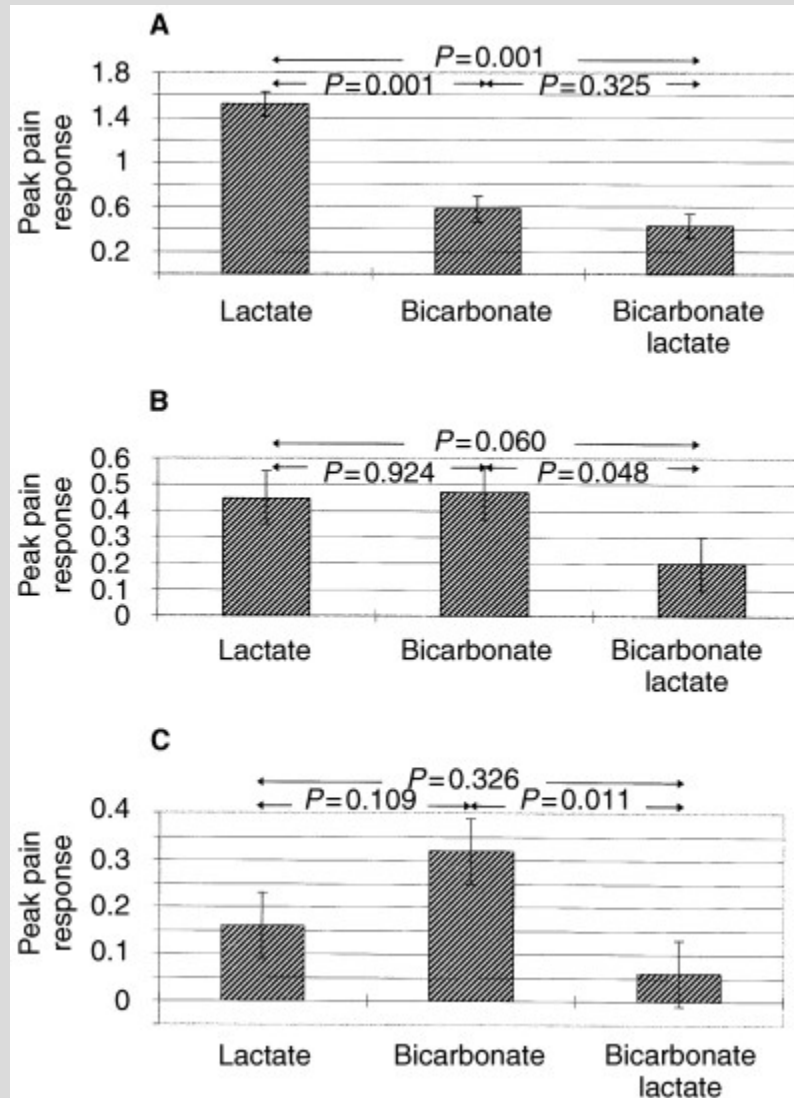 A
P=0.001
P=0.001 P=0.325
Peak pain
response
1.8
1.4
1
0.6
0.2
Lactate Bicarbonate Bicarbonate
lactate
B
P=0.060
P=0.924 P=0.048
Peak pain
response
0.6
0.5
0.4
0.3
0.2
0.1
0
Lactate Bicarbonate Bicarbonate
lactate
C
P=0.326
P=0.109 P=0.011
Peak pain
response
0.4
0.3
0.2
0.1
0
Lactate Bicarbonate Bicarbonate
lactate